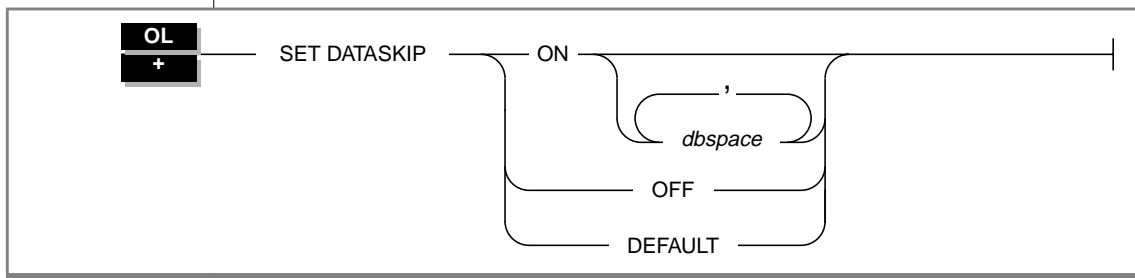 OL
+
SET DATASKIP ON
,
dbspace
OFF
DEFAULT